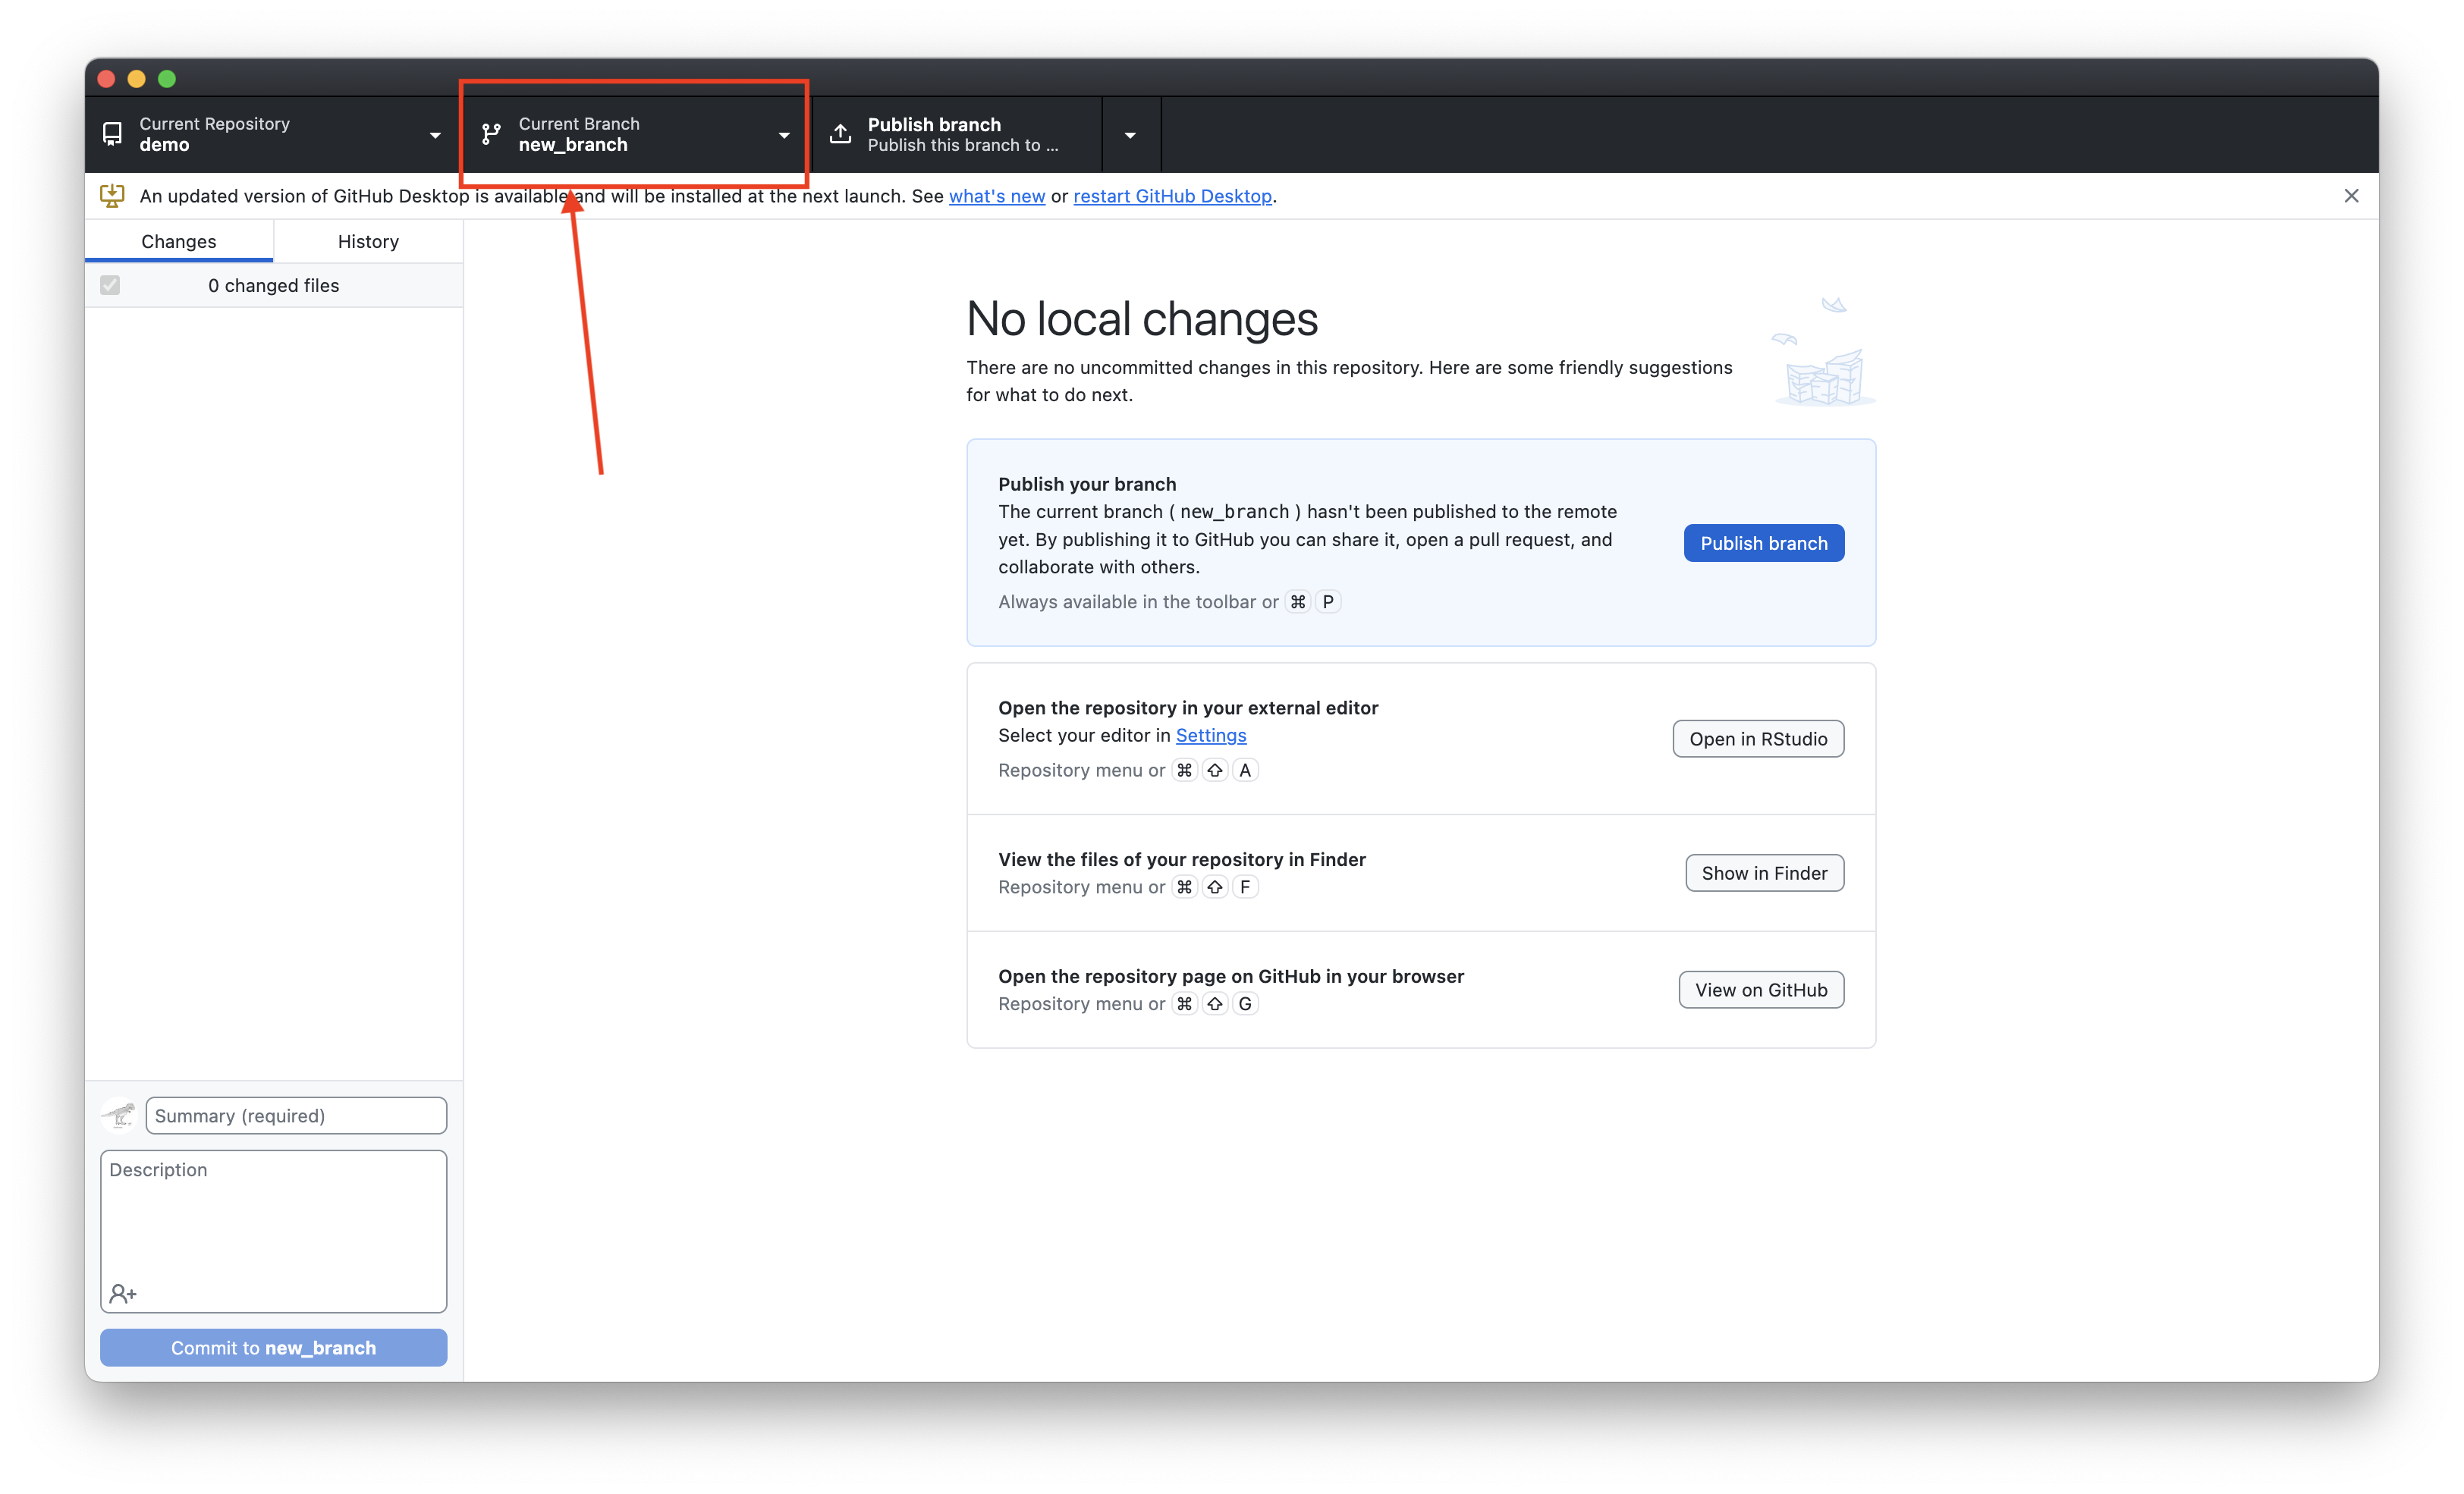 Current Repository
demo
Current Branch
new_branch
Publish branch
Publish this branch to ...
An updated version of GitHub Desktop is available and will be installed at the next launch. See what's new or restart GitHub Desktop.
Changes
History
0 changed files
No local changes
There are no uncommitted changes in this repository. Here are some friendly suggestions
for what to do next.
Publish your branch
The current branch ( new_branch ) hasn't been published to the remote
yet. By publishing it to GitHub you can share it, open a pull request, and
collaborate with others.
Always available in the toolbar or ⌘ P
Publish branch
Open the repository in your external editor
Select your editor in Settings
Repository menu or ⌘ ⇧ A
Open in RStudio
View the files of your repository in Finder
Repository menu or ⌘ ⇧ F
Show in Finder
Open the repository page on GitHub in your browser
Repository menu or ⌘ ⇧ G
View on GitHub
Summary (required)
Description
Commit to new_branch